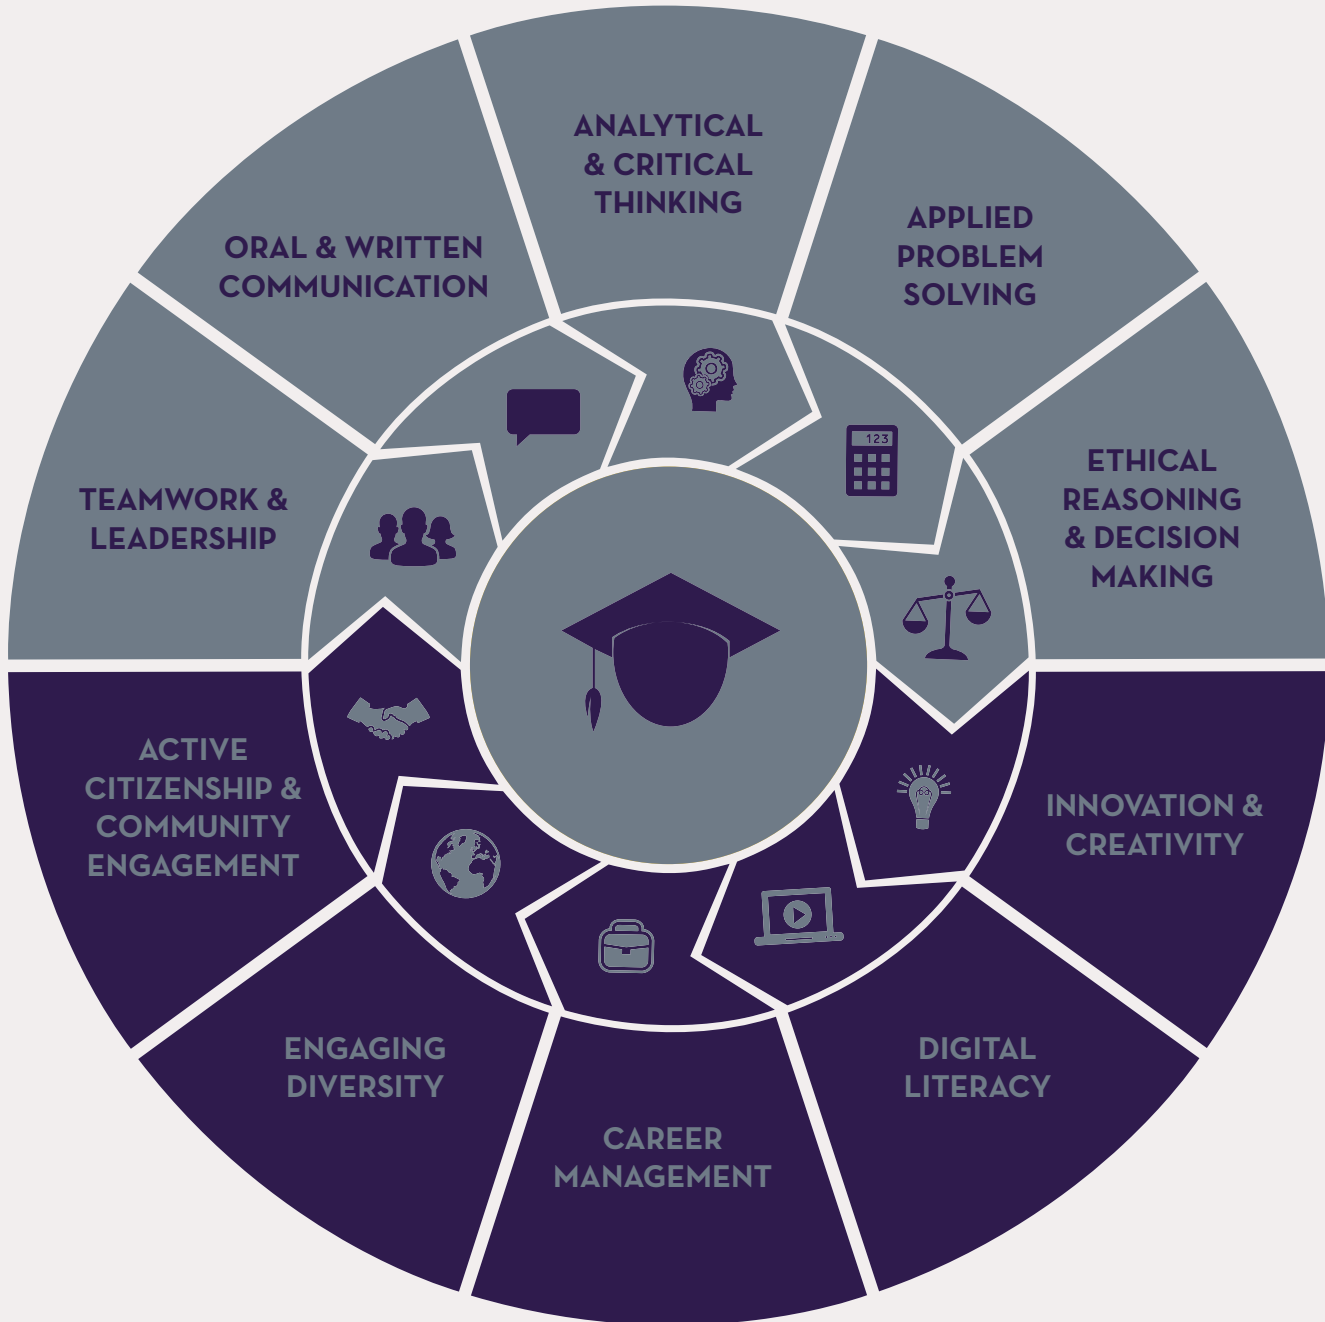 ANALYTICAL
& CRITICAL
THINKING
APPLIED
PROBLEM
SOLVING
ETHICAL
REASONING
& DECISION
MAKING
INNOVATION &
CREATIVITY
DIGITAL
LITERACY
CAREER
MANAGEMENT
ENGAGING
DIVERSITY
ACTIVE
CITIZENSHIP &
COMMUNITY
ENGAGEMENT
TEAMWORK &
LEADERSHIP
ORAL & WRITTEN
COMMUNICATION
123